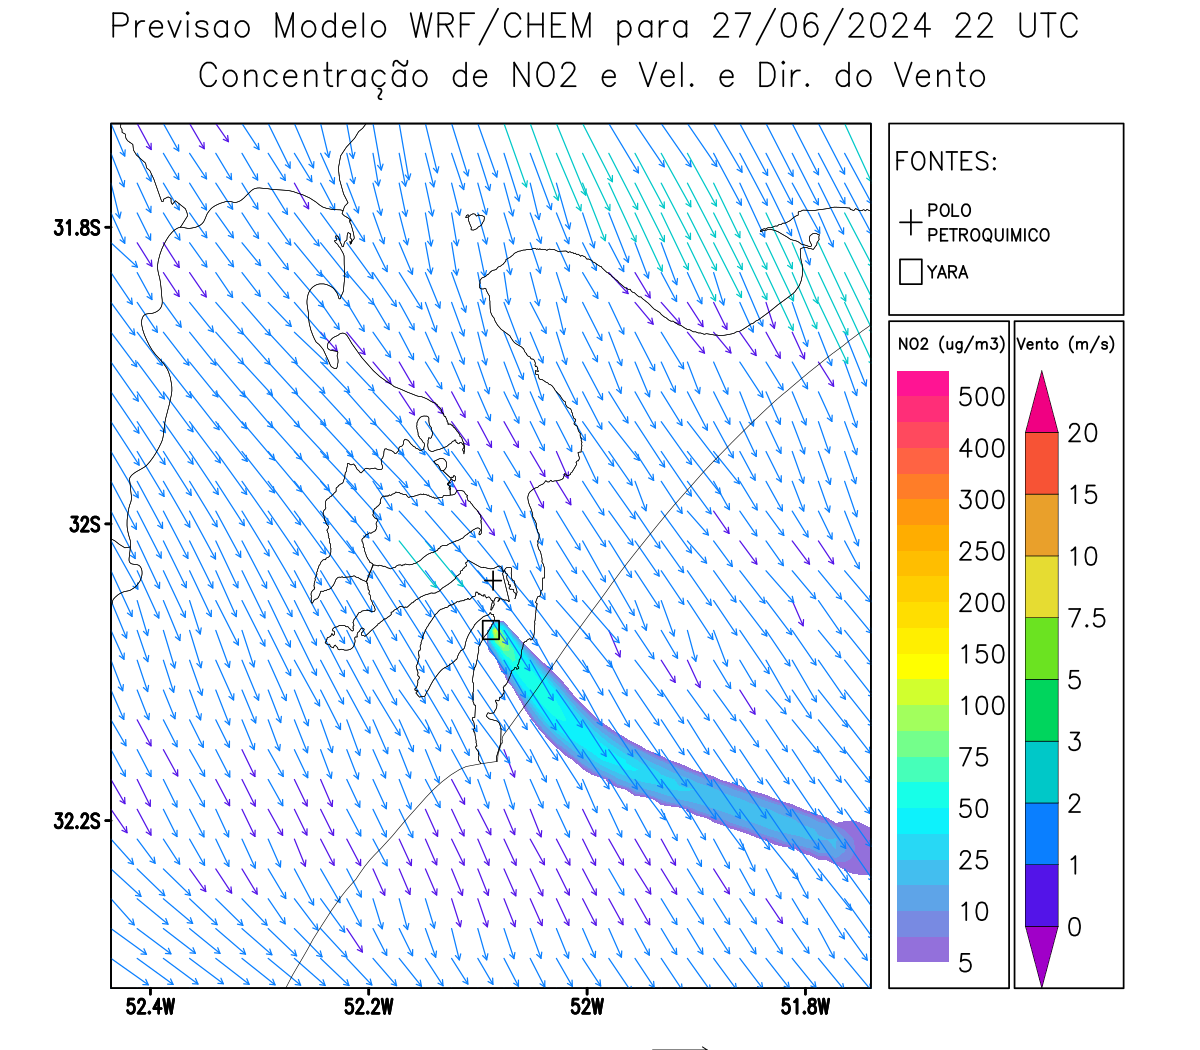 Previsao Modelo WRF/CHEM para 27/06/2024 22 UTC
Concentração de NO2 e Vel. e Dir. do Vento
FONTES:
POLO
PETROQUIMICO
YARA
NO2 (ug/m3)
500
400
300
250
200
150
100
75
50
25
10
5
Vento (m/s)
20
15
10
7.5
5
3
2
1
0
31.8S
32S
32.2S
52.4W
52.2W
52W
51.8W